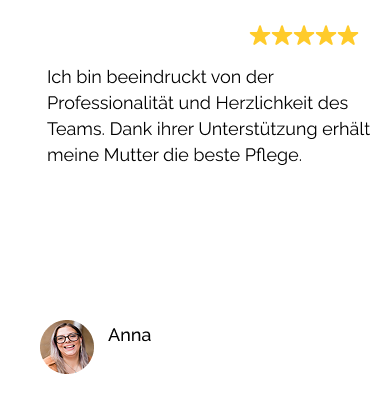 Ich bin beeindruckt von der
Professionalität und Herzlichkeit des
Teams. Dank ihrer Unterstützung erhält
meine Mutter die beste Pflege.
Anna